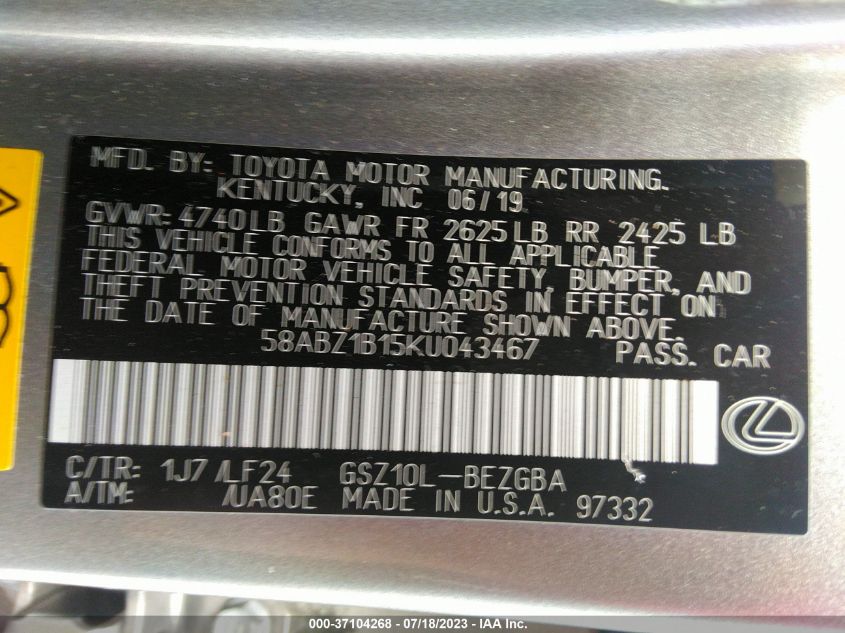 MFD. BY: TOYOTA MOTOR MANUFACTURING.
KENTUCKY, INC 06/19
GVWR: 4740LB GAWR FR 2625LB RR 2425 LB
THIS VEHICLE CONFORMS TO ALL APPLICABLE
FEDERAL MOTOR VEHICLE SAFETY, BUMPER, AND
THEFT PREVENTION STANDARDS IN EFFECT ON
THE DATE OF MANUFACTURE SHOWN ABOVE.
58ABZ1B15KU043467 PASS. CAR
C/TR: 1J7 /LF24 GSZ10L-BEZGBA
A/TM: /UA80E MADE IN U.S.A. 97332
000-37104268 - 07/18/2023 - IAA Inc.